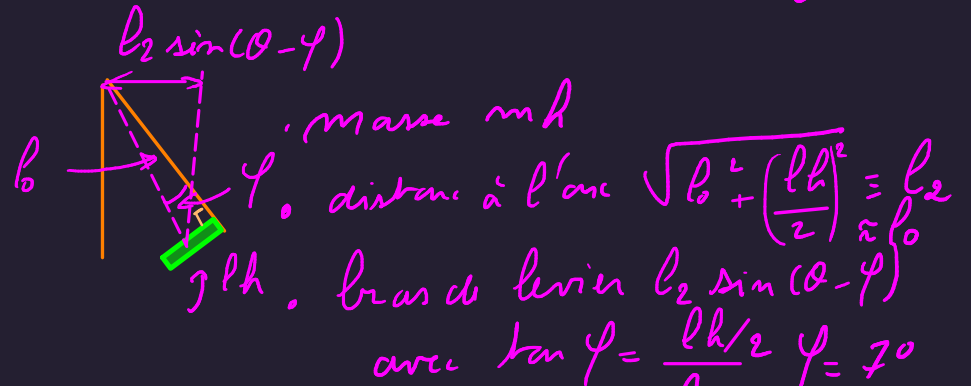 l₂ sin(θ-φ)
. masse mh
l₀
φ
. distance à l'axe √(l₀² + (lh/2)²) = l₂
≈ l₀
lh
. bras de levier l₂ sin(θ-φ)
avec tan φ = lh/2 φ = 7°